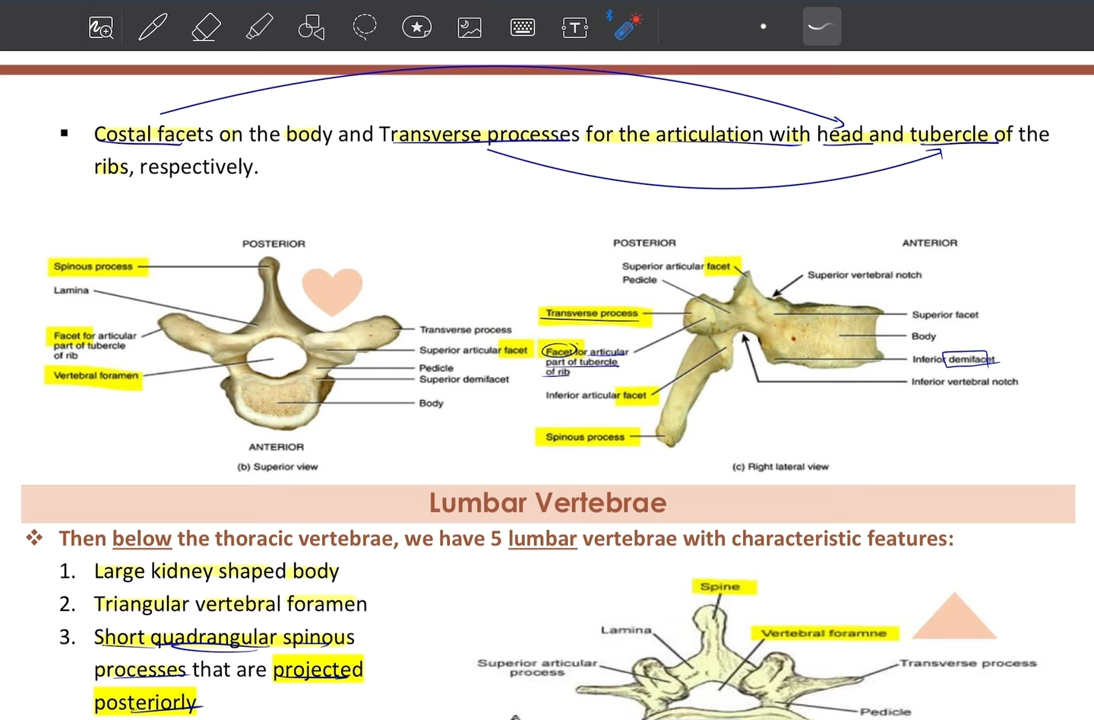 ▪ Costal facets on the body and Transverse processes for the articulation with head and tubercle of the
ribs, respectively.
POSTERIOR
Spinous process
Lamina
Facet for articular
part of tubercle
of rib
Vertebral foramen
Transverse process
Superior articular facet
Pedicle
Superior demifacet
Body
ANTERIOR
(b) Superior view
POSTERIOR
ANTERIOR
Superior articular facet
Pedicle
Superior vertebral notch
Transverse process
Superior facet
Body
Facet for articular
part of tubercle
of rib
Inferior demifacet
Inferior vertebral notch
Inferior articular facet
Spinous process
(c) Right lateral view
Lumbar Vertebrae
❖ Then below the thoracic vertebrae, we have 5 lumbar vertebrae with characteristic features:
1. Large kidney shaped body
2. Triangular vertebral foramen
3. Short quadrangular spinous
processes that are projected
posteriorly
Spine
Lamina
Vertebral foramne
Superior articular
process
Transverse process
Pedicle